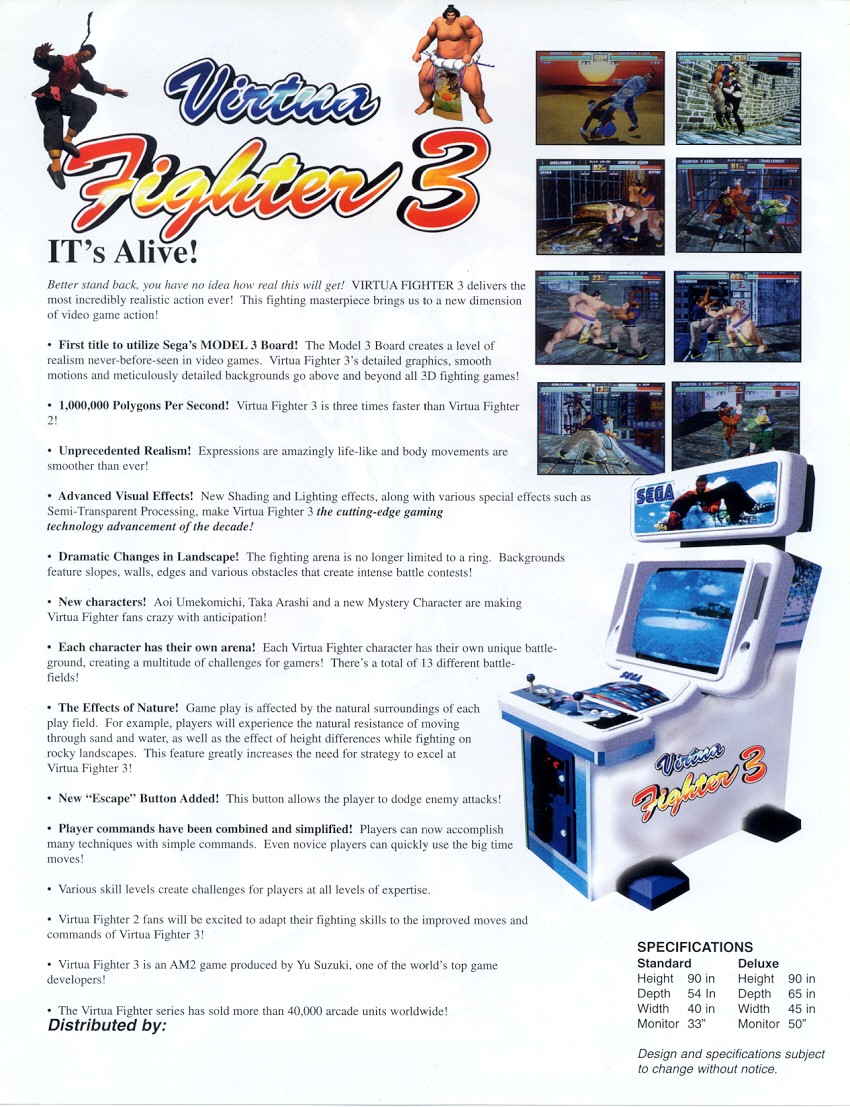 Virtua
Fighter 3
IT's Alive!
Better stand back, you have no idea how real this will get!  VIRTUA FIGHTER 3 delivers the
most incredibly realistic action ever!  This fighting masterpiece brings us to a new dimension
of video game action!
• First title to utilize Sega's MODEL 3 Board!  The Model 3 Board creates a level of
realism never-before-seen in video games.  Virtua Fighter 3's detailed graphics, smooth
motions and meticulously detailed backgrounds go above and beyond all 3D fighting games!
• 1,000,000 Polygons Per Second!  Virtua Fighter 3 is three times faster than Virtua Fighter
2!
• Unprecedented Realism!  Expressions are amazingly life-like and body movements are
smoother than ever!
• Advanced Visual Effects!  New Shading and Lighting effects, along with various special effects such as
Semi-Transparent Processing, make Virtua Fighter 3 the cutting-edge gaming
technology advancement of the decade!
• Dramatic Changes in Landscape!  The fighting arena is no longer limited to a ring.  Backgrounds
feature slopes, walls, edges and various obstacles that create intense battle contests!
• New characters!  Aoi Umekomichi, Taka Arashi and a new Mystery Character are making
Virtua Fighter fans crazy with anticipation!
• Each character has their own arena!  Each Virtua Fighter character has their own unique battle-
ground, creating a multitude of challenges for gamers!  There's a total of 13 different battle-
fields!
• The Effects of Nature!  Game play is affected by the natural surroundings of each
play field.  For example, players will experience the natural resistance of moving
through sand and water, as well as the effect of height differences while fighting on
rocky landscapes.  This feature greatly increases the need for strategy to excel at
Virtua Fighter 3!
• New “Escape” Button Added!  This button allows the player to dodge enemy attacks!
• Player commands have been combined and simplified!  Players can now accomplish
many techniques with simple commands.  Even novice players can quickly use the big time
moves!
• Various skill levels create challenges for players at all levels of expertise.
• Virtua Fighter 2 fans will be excited to adapt their fighting skills to the improved moves and
commands of Virtua Fighter 3!
• Virtua Fighter 3 is an AM2 game produced by Yu Suzuki, one of the world's top game
developers!
• The Virtua Fighter series has sold more than 40,000 arcade units worldwide!
Distributed by:
SEGA
SEGA
Virtua
Fighter 3
SPECIFICATIONS
Standard Deluxe
Height 90 in Height 90 in
Depth 54 In Depth 65 in
Width 40 in Width 45 in
Monitor 33” Monitor 50”
Design and specifications subject
to change without notice.